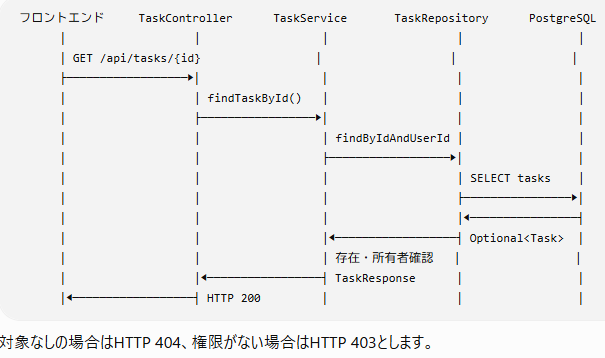 フロントエンド TaskController TaskService TaskRepository PostgreSQL
GET /api/tasks/{id}
findTaskById()
findByIdAndUserId
SELECT tasks
Optional<Task>
存在・所有者確認
TaskResponse
HTTP 200
対象なしの場合はHTTP 404、権限がない場合はHTTP 403とします。